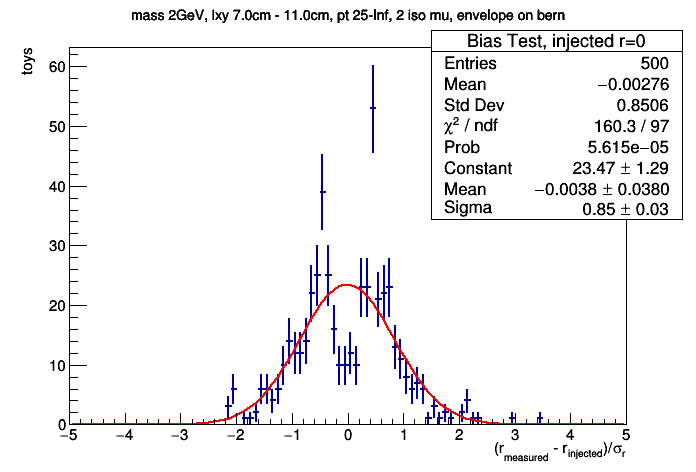 mass 2GeV, lxy 7.0cm - 11.0cm, pt 25-Inf, 2 iso mu, envelope on bern
Bias Test, injected r=0
Entries 500
Mean −0.00276
Std Dev 0.8506
χ² / ndf 160.3 / 97
Prob 5.615e−05
Constant 23.47 ± 1.29
Mean −0.0038 ± 0.0380
Sigma 0.85 ± 0.03
toys
60
50
40
30
20
10
0
−5 −4 −3 −2 −1 0 1 2 3 4 5
(r_measured - r_injected)/σ_r